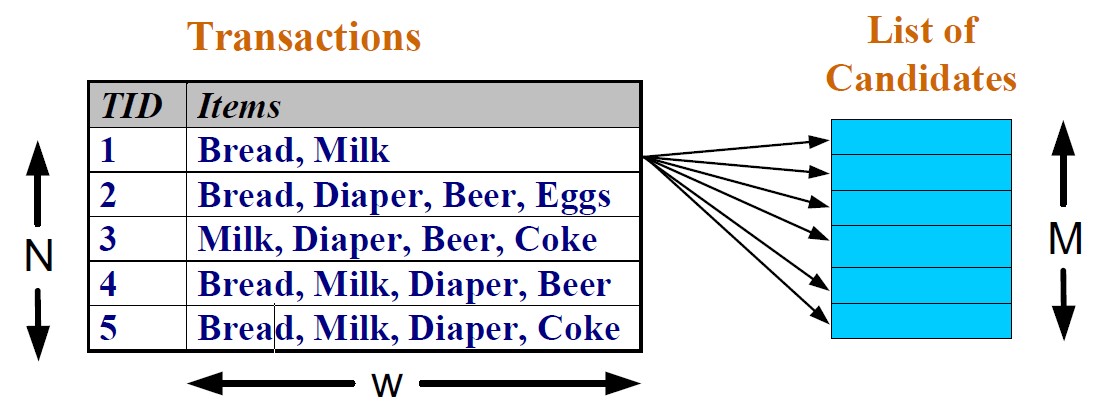 Transactions
List of
Candidates
TID Items
1 Bread, Milk
2 Bread, Diaper, Beer, Eggs
3 Milk, Diaper, Beer, Coke
4 Bread, Milk, Diaper, Beer
5 Bread, Milk, Diaper, Coke
N
M
W